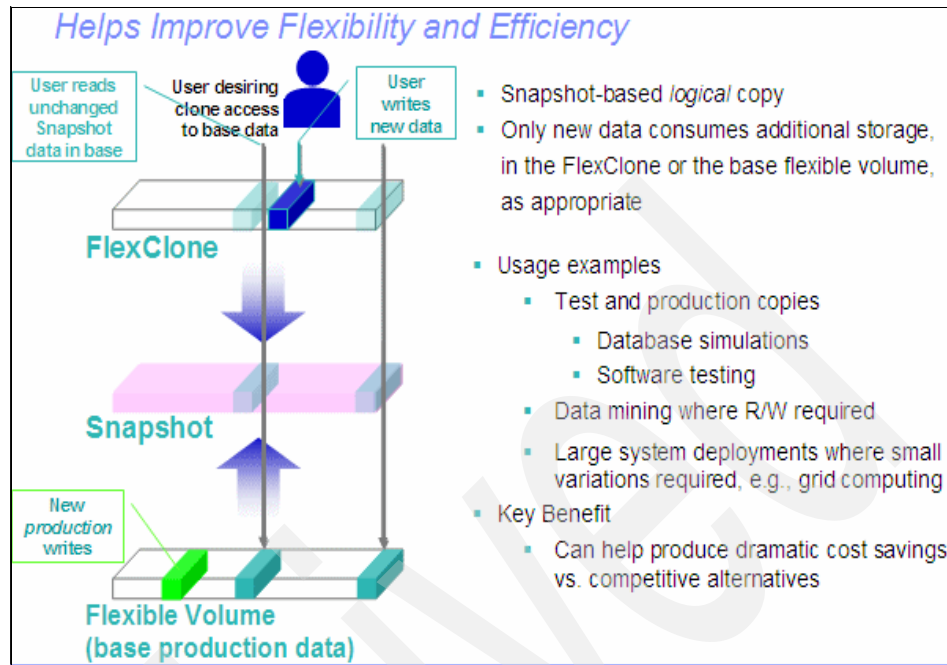 Helps Improve Flexibility and Efficiency
User reads
unchanged
Snapshot
data in base
User desiring
clone access
to base data
User
writes
new data
FlexClone
Snapshot
New
production
writes
Flexible Volume
(base production data)
Snapshot-based logical copy
Only new data consumes additional storage,
in the FlexClone or the base flexible volume,
as appropriate
Usage examples
Test and production copies
Database simulations
Software testing
Data mining where R/W required
Large system deployments where small
variations required, e.g., grid computing
Key Benefit
Can help produce dramatic cost savings
vs. competitive alternatives